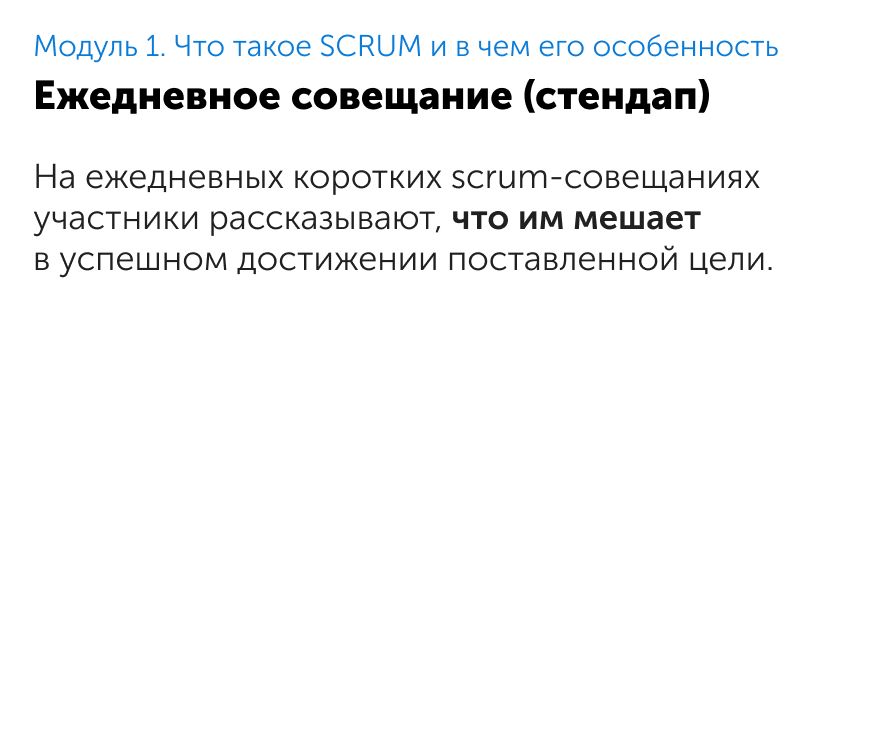 Модуль 1. Что такое SCRUM и в чем его особенность
Ежедневное совещание (стендап)
На ежедневных коротких scrum-совещаниях
участники рассказывают, что им мешает
в успешном достижении поставленной цели.